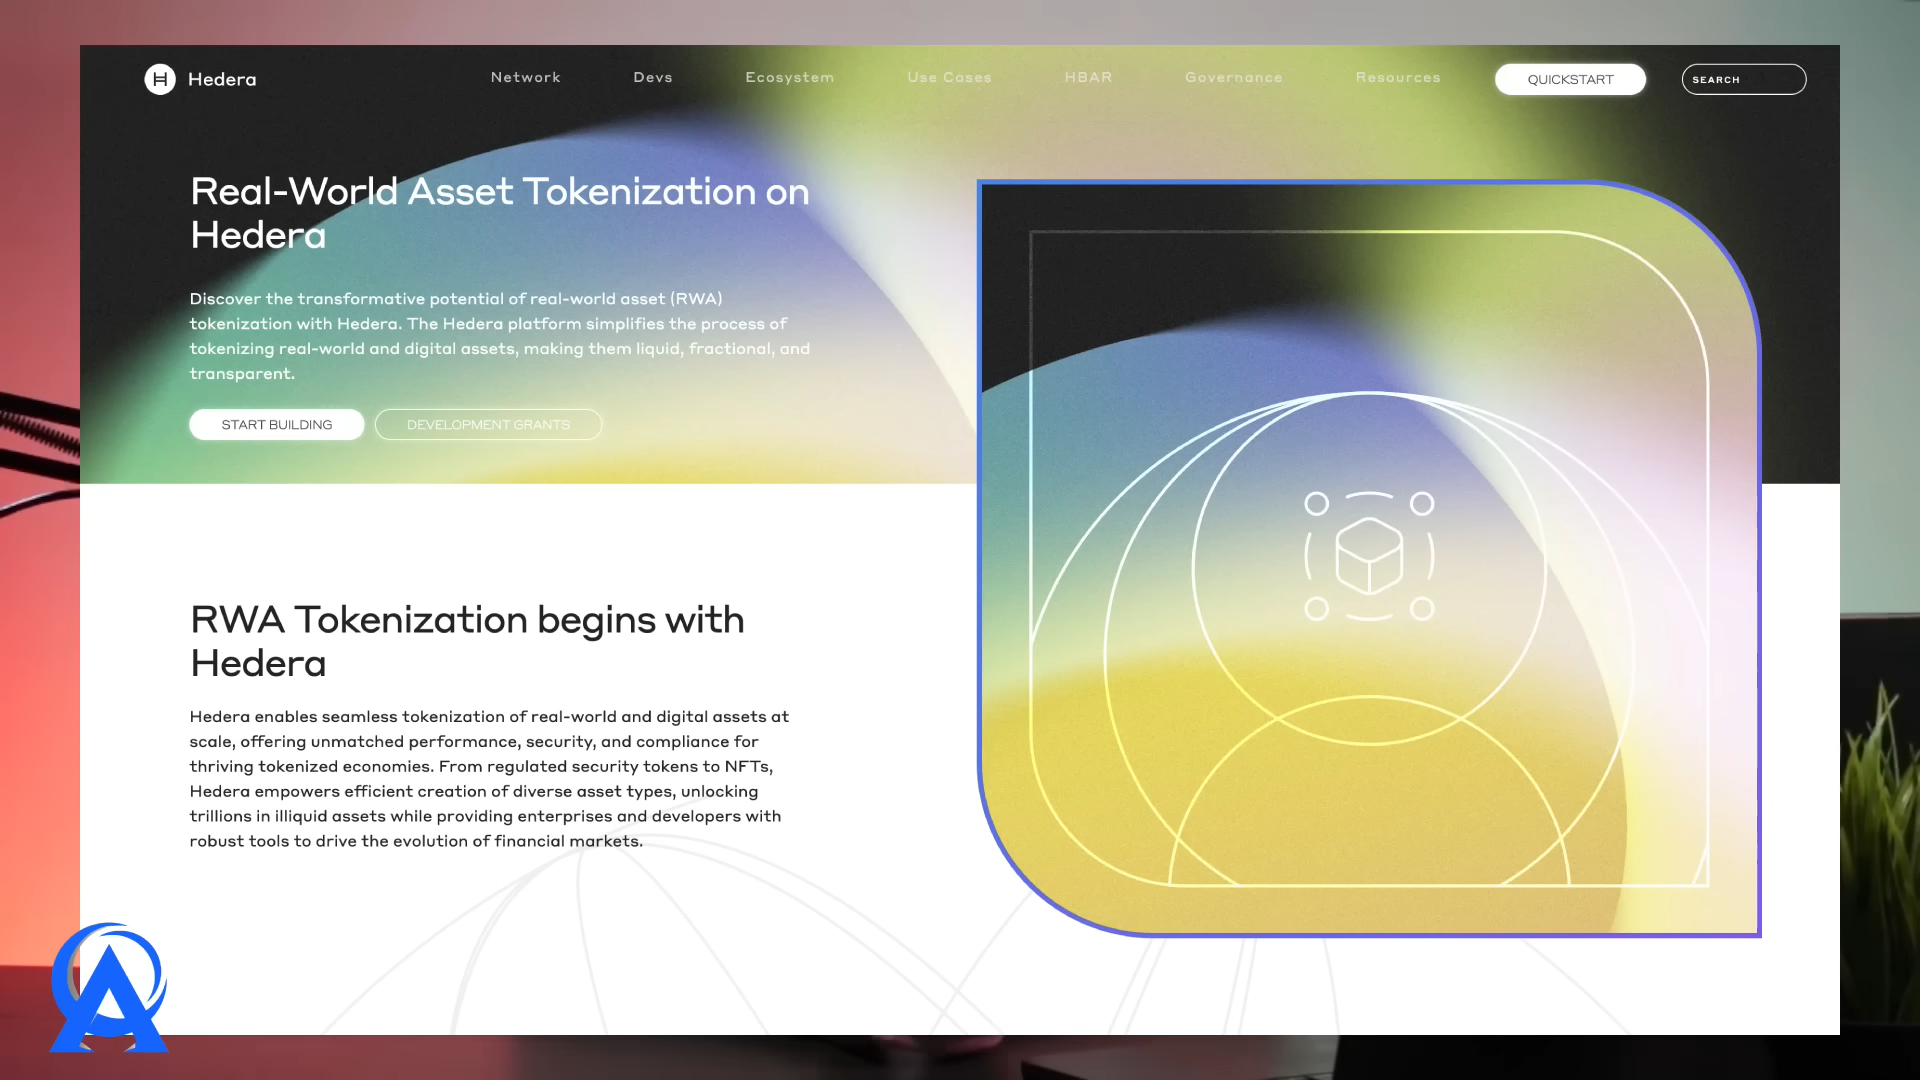 Hedera
Network
Devs
Ecosystem
Use Cases
HBAR
Governance
Resources
QUICKSTART
SEARCH
Real-World Asset Tokenization on
Hedera
Discover the transformative potential of real-world asset (RWA)
tokenization with Hedera. The Hedera platform simplifies the process of
tokenizing real-world and digital assets, making them liquid, fractional, and
transparent.
START BUILDING
DEVELOPMENT GRANTS
RWA Tokenization begins with
Hedera
Hedera enables seamless tokenization of real-world and digital assets at
scale, offering unmatched performance, security, and compliance for
thriving tokenized economies. From regulated security tokens to NFTs,
Hedera empowers efficient creation of diverse asset types, unlocking
trillions in illiquid assets while providing enterprises and developers with
robust tools to drive the evolution of financial markets.